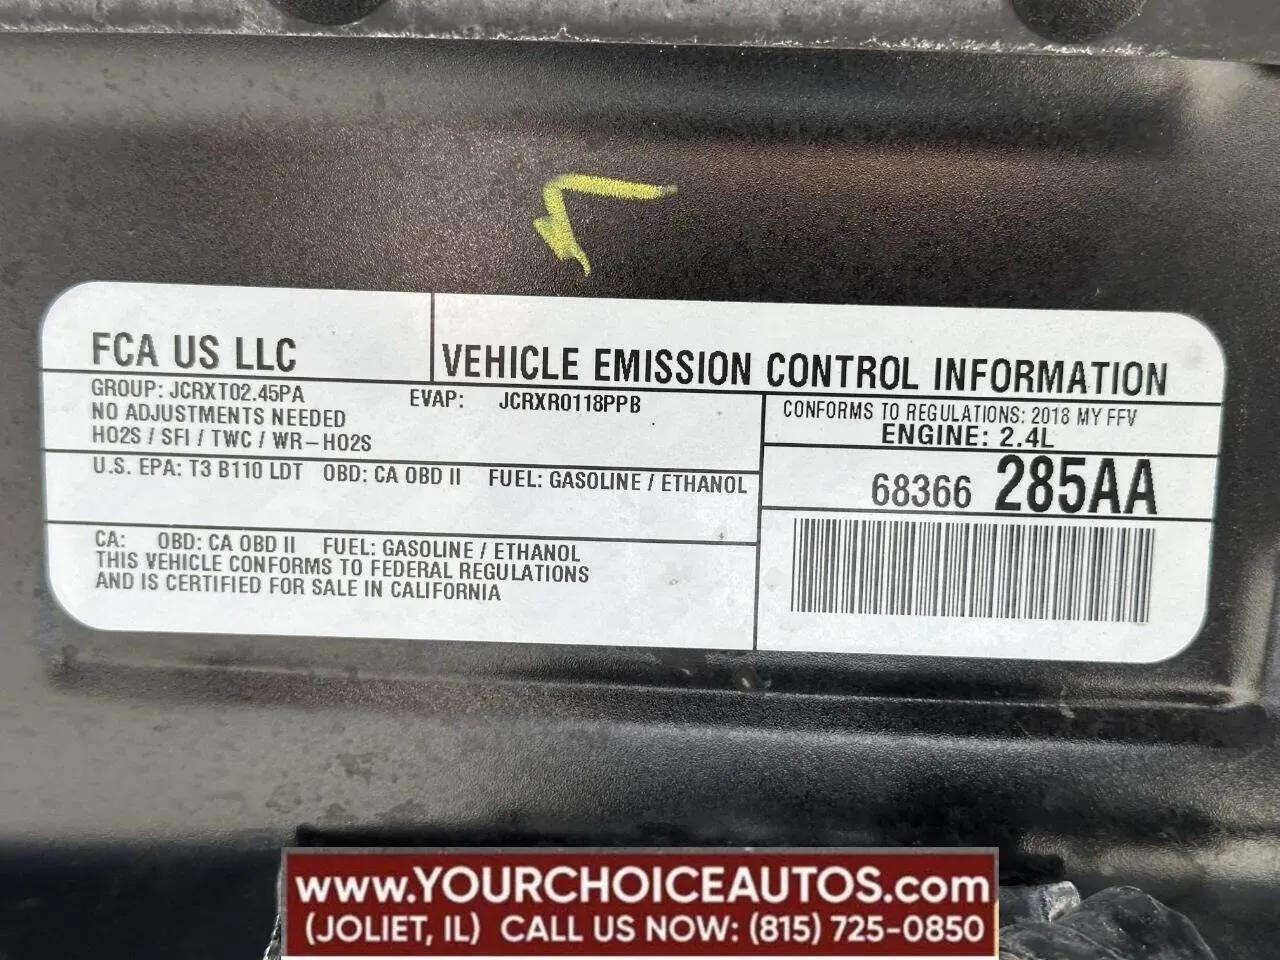 FCA US LLC
VEHICLE EMISSION CONTROL INFORMATION
GROUP: JCRXT02.45PA EVAP: JCRXR0118PPB
NO ADJUSTMENTS NEEDED
HO2S / SFI / TWC / WR-HO2S
CONFORMS TO REGULATIONS: 2018 MY FFV
ENGINE: 2.4L
U.S. EPA: T3 B110 LDT OBD: CA OBD II FUEL: GASOLINE / ETHANOL
68366 285AA
CA: OBD: CA OBD II FUEL: GASOLINE / ETHANOL
THIS VEHICLE CONFORMS TO FEDERAL REGULATIONS
AND IS CERTIFIED FOR SALE IN CALIFORNIA
www.YOURCHOICEAUTOS.com
(JOLIET, IL) CALL US NOW: (815) 725-0850